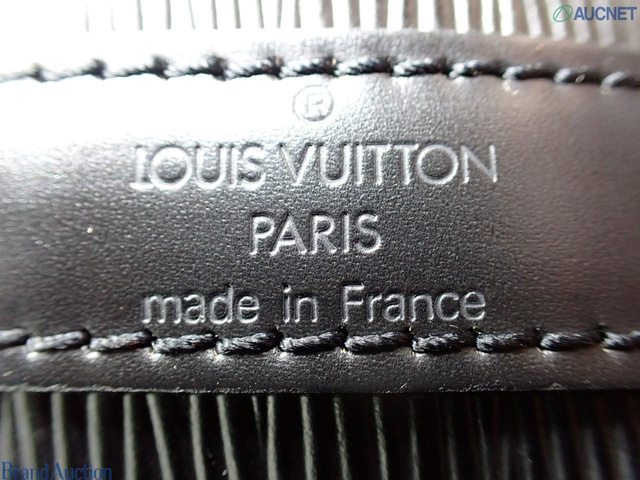 AUCNET
®
LOUIS VUITTON
PARIS
made in France
Brand Auction